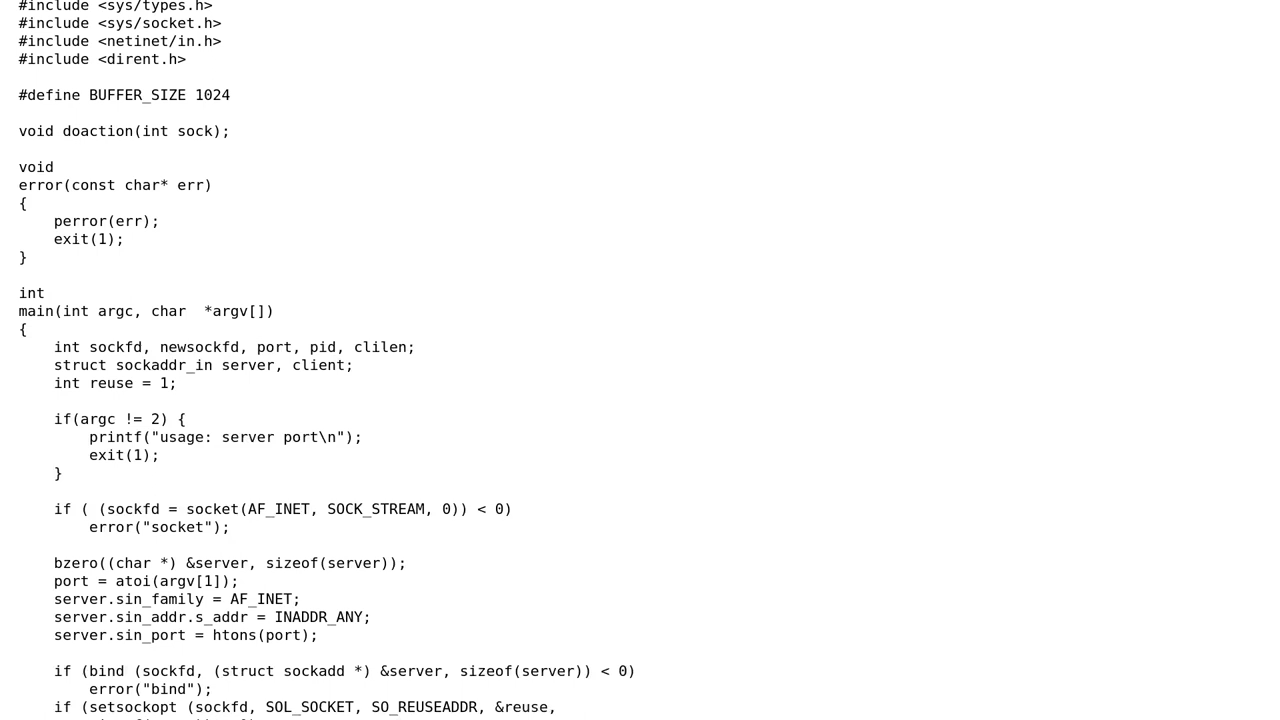 #include <sys/types.h>
#include <sys/socket.h>
#include <netinet/in.h>
#include <dirent.h>

#define BUFFER_SIZE 1024

void doaction(int sock);

void
error(const char* err)
{
    perror(err);
    exit(1);
}

int
main(int argc, char  *argv[])
{
    int sockfd, newsockfd, port, pid, clilen;
    struct sockaddr_in server, client;
    int reuse = 1;

    if(argc != 2) {
        printf("usage: server port\n");
        exit(1);
    }

    if ( (sockfd = socket(AF_INET, SOCK_STREAM, 0)) < 0)
        error("socket");

    bzero((char *) &server, sizeof(server));
    port = atoi(argv[1]);
    server.sin_family = AF_INET;
    server.sin_addr.s_addr = INADDR_ANY;
    server.sin_port = htons(port);

    if (bind (sockfd, (struct sockadd *) &server, sizeof(server)) < 0)
        error("bind");
    if (setsockopt (sockfd, SOL_SOCKET, SO_REUSEADDR, &reuse,